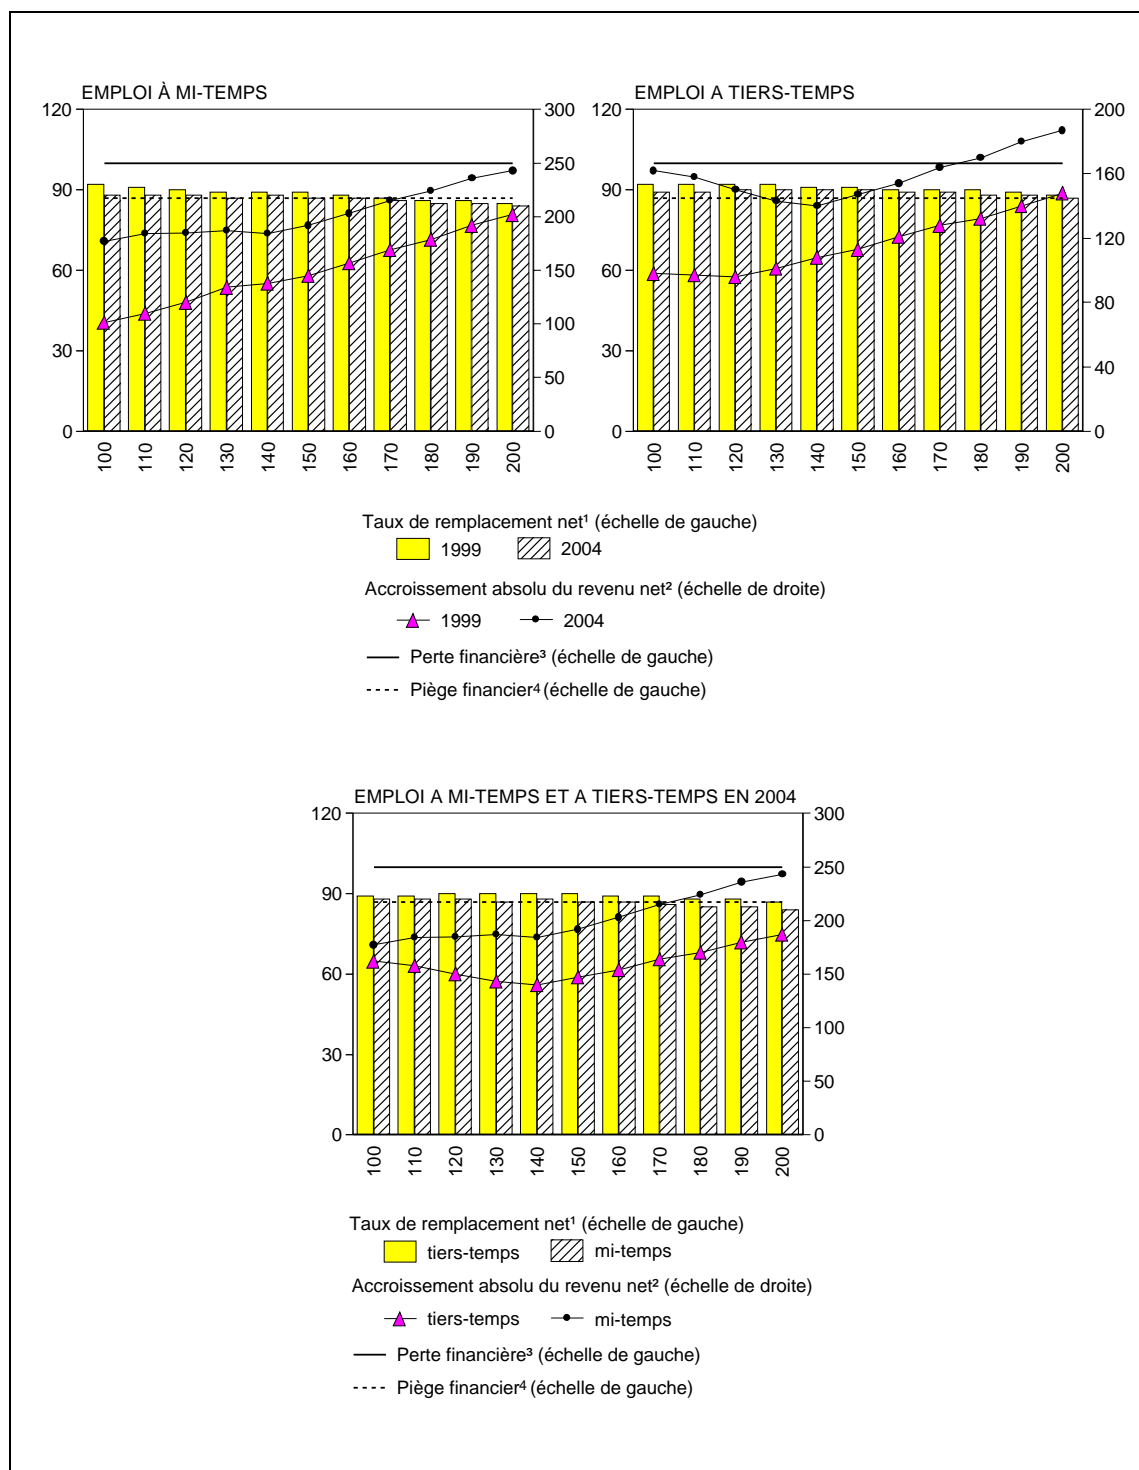 EMPLOI À MI-TEMPS
120
90
60
30
0
300
250
200
150
100
50
0
100 110 120 130 140 150 160 170 180 190 200
EMPLOI A TIERS-TEMPS
120
90
60
30
0
200
160
120
80
40
0
100 110 120 130 140 150 160 170 180 190 200
Taux de remplacement net¹ (échelle de gauche)
1999 2004
Accroissement absolu du revenu net² (échelle de droite)
1999 2004
Perte financière³ (échelle de gauche)
Piège financier⁴ (échelle de gauche)
EMPLOI A MI-TEMPS ET A TIERS-TEMPS EN 2004
120
90
60
30
0
300
250
200
150
100
50
0
100 110 120 130 140 150 160 170 180 190 200
Taux de remplacement net¹ (échelle de gauche)
tiers-temps mi-temps
Accroissement absolu du revenu net² (échelle de droite)
tiers-temps mi-temps
Perte financière³ (échelle de gauche)
Piège financier⁴ (échelle de gauche)